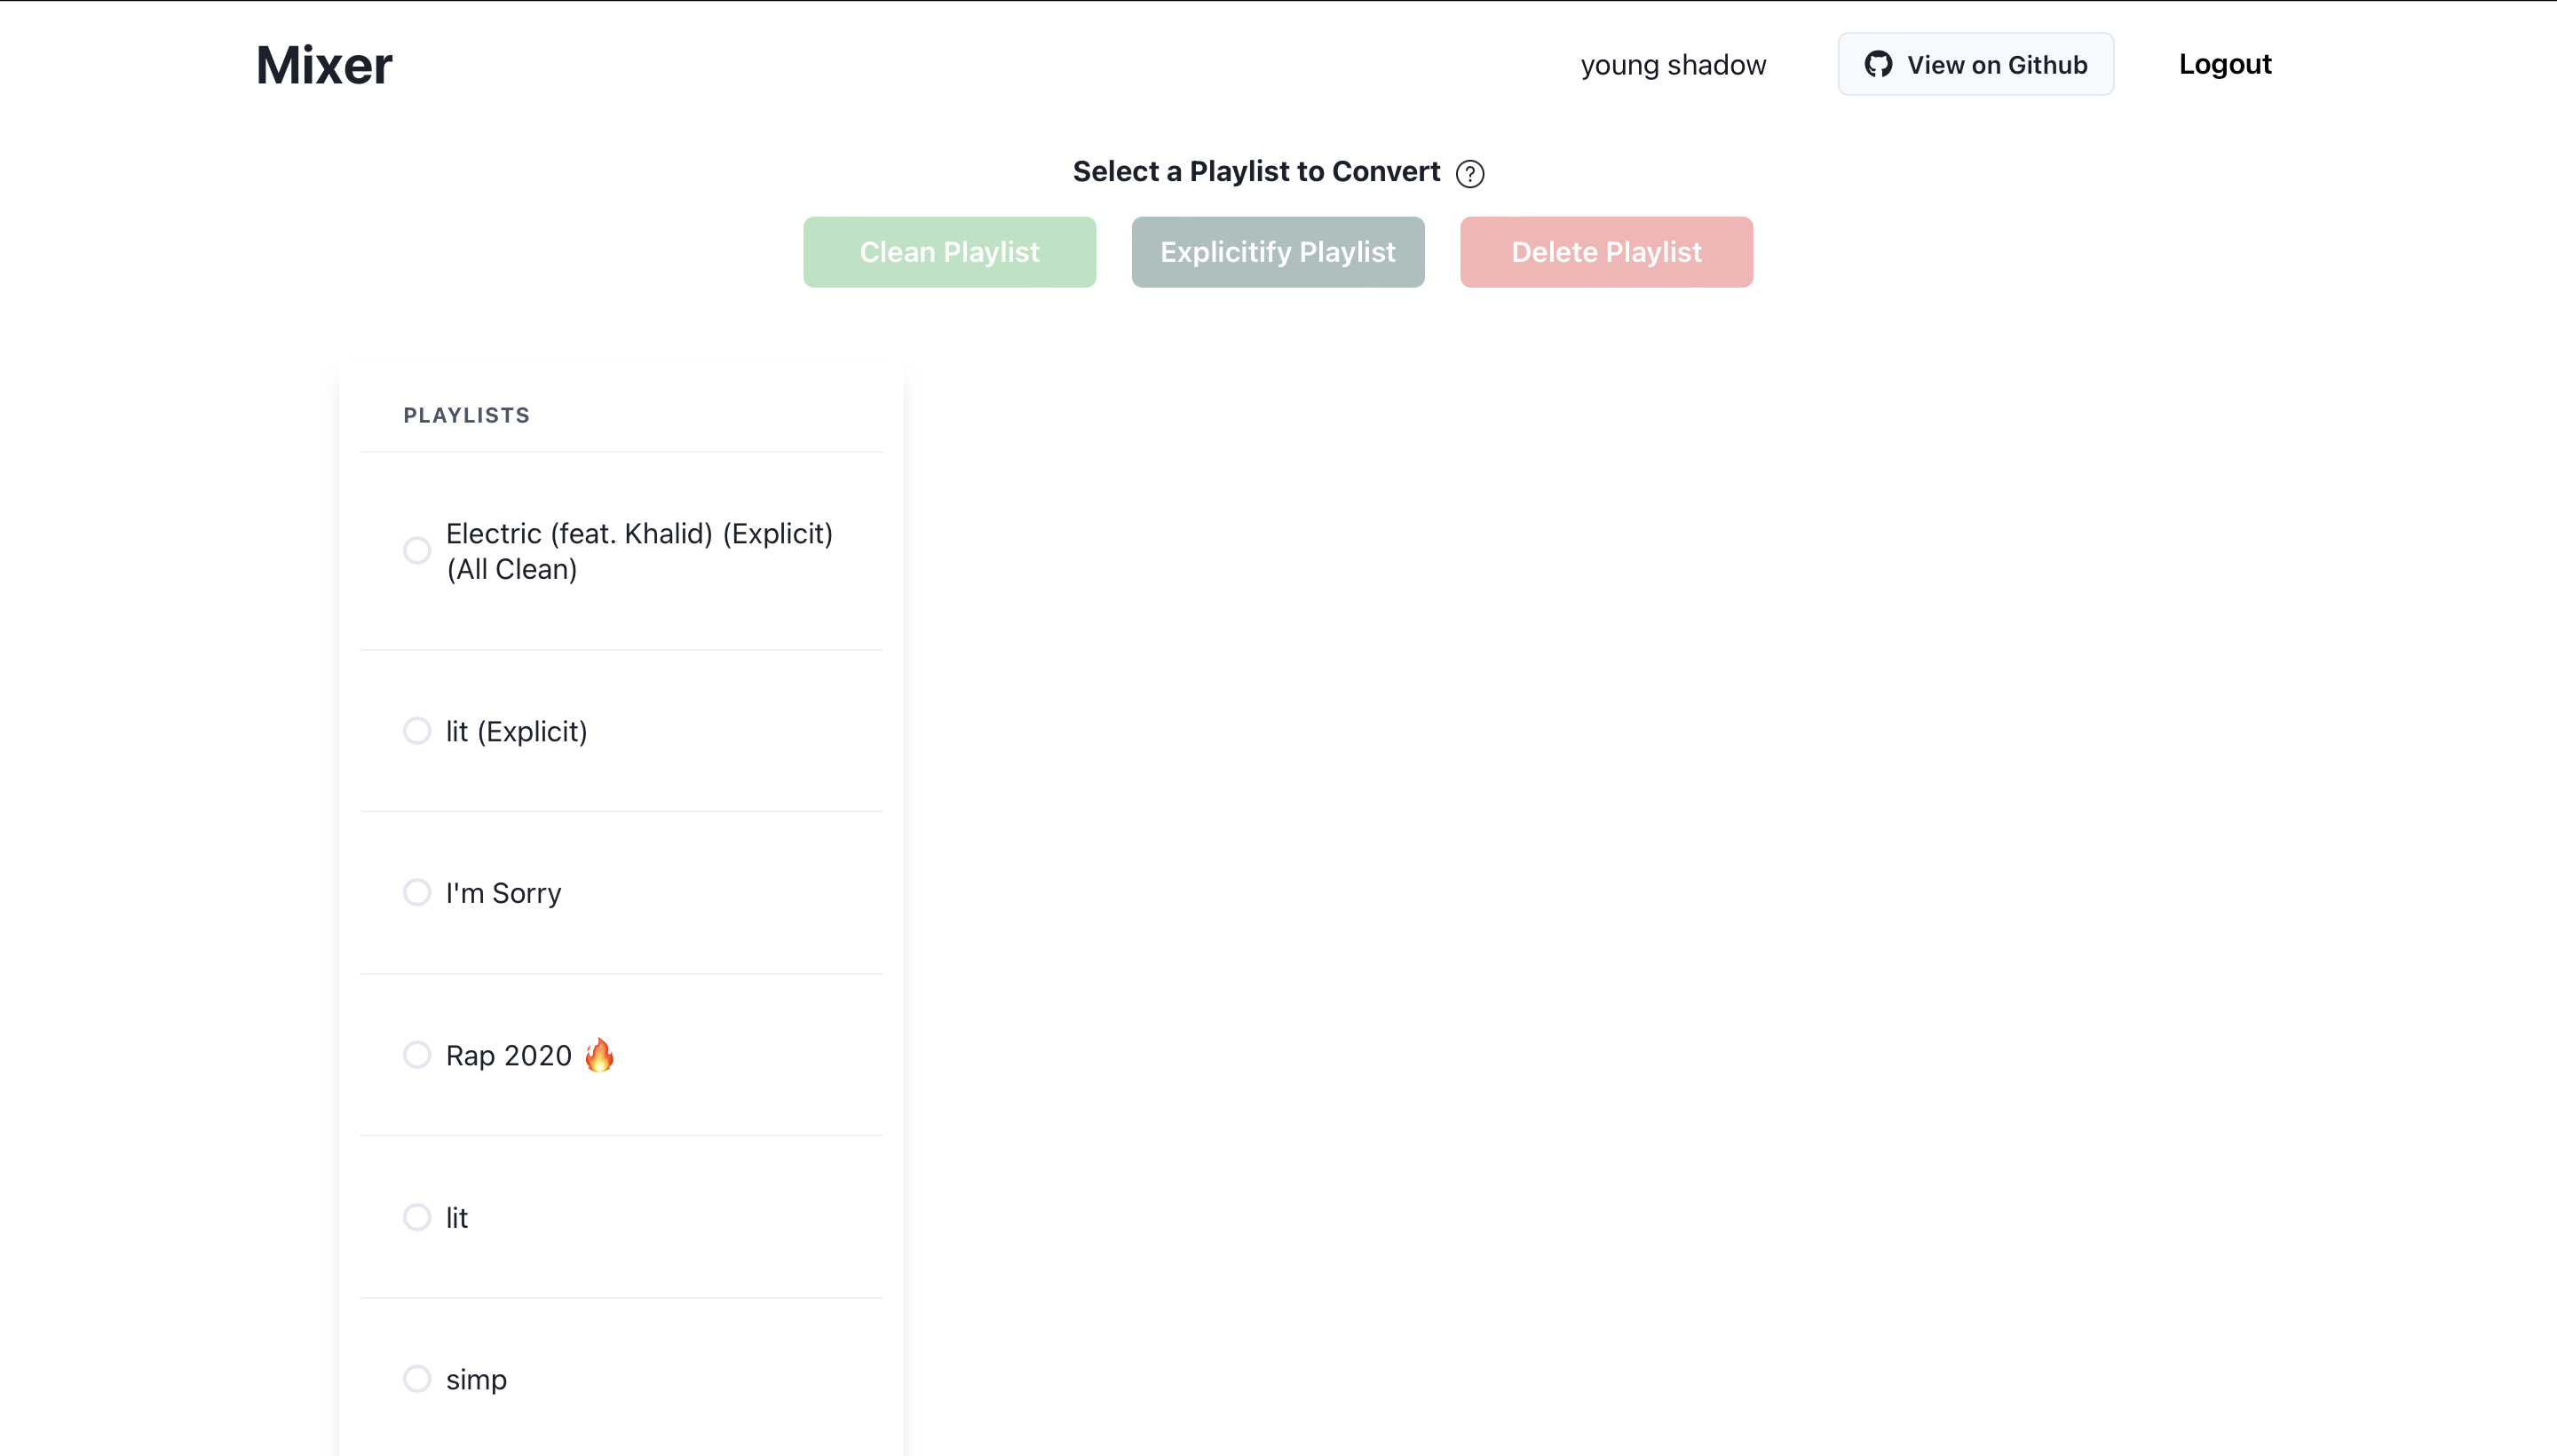 Mixer
young shadow
View on Github
Logout
Select a Playlist to Convert ?
Clean Playlist
Explicitify Playlist
Delete Playlist
PLAYLISTS
Electric (feat. Khalid) (Explicit)
(All Clean)
lit (Explicit)
I'm Sorry
Rap 2020 🔥
lit
simp